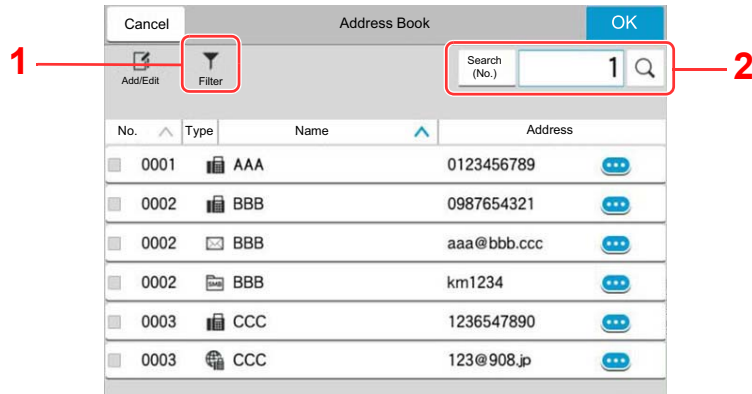 Cancel Address Book OK
1 Add/Edit Filter Search (No.) 1 2
No. Type Name Address
0001 AAA 0123456789
0002 BBB 0987654321
0002 BBB aaa@bbb.ccc
0002 SMB BBB km1234
0003 CCC 1236547890
0003 CCC 123@908.jp